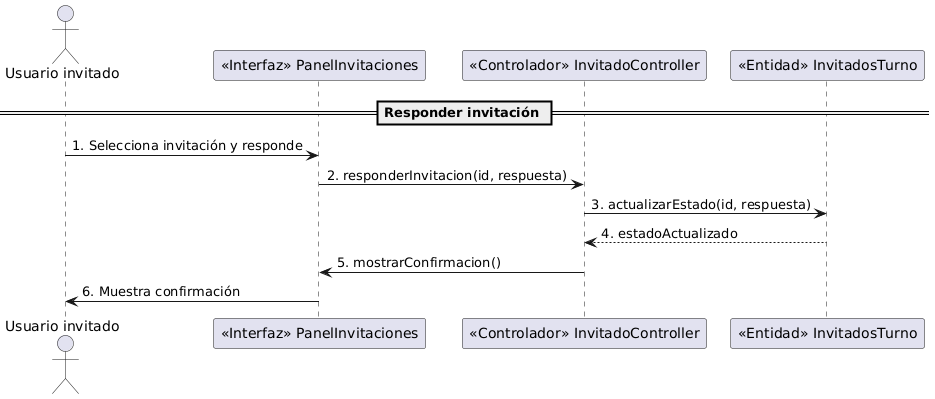 Usuario invitado
«Interfaz» PanelInvitaciones
«Controlador» InvitadoController
«Entidad» InvitadosTurno
Responder invitación
1. Selecciona invitación y responde
2. responderInvitacion(id, respuesta)
3. actualizarEstado(id, respuesta)
4. estadoActualizado
5. mostrarConfirmacion()
6. Muestra confirmación
Usuario invitado
«Interfaz» PanelInvitaciones
«Controlador» InvitadoController
«Entidad» InvitadosTurno